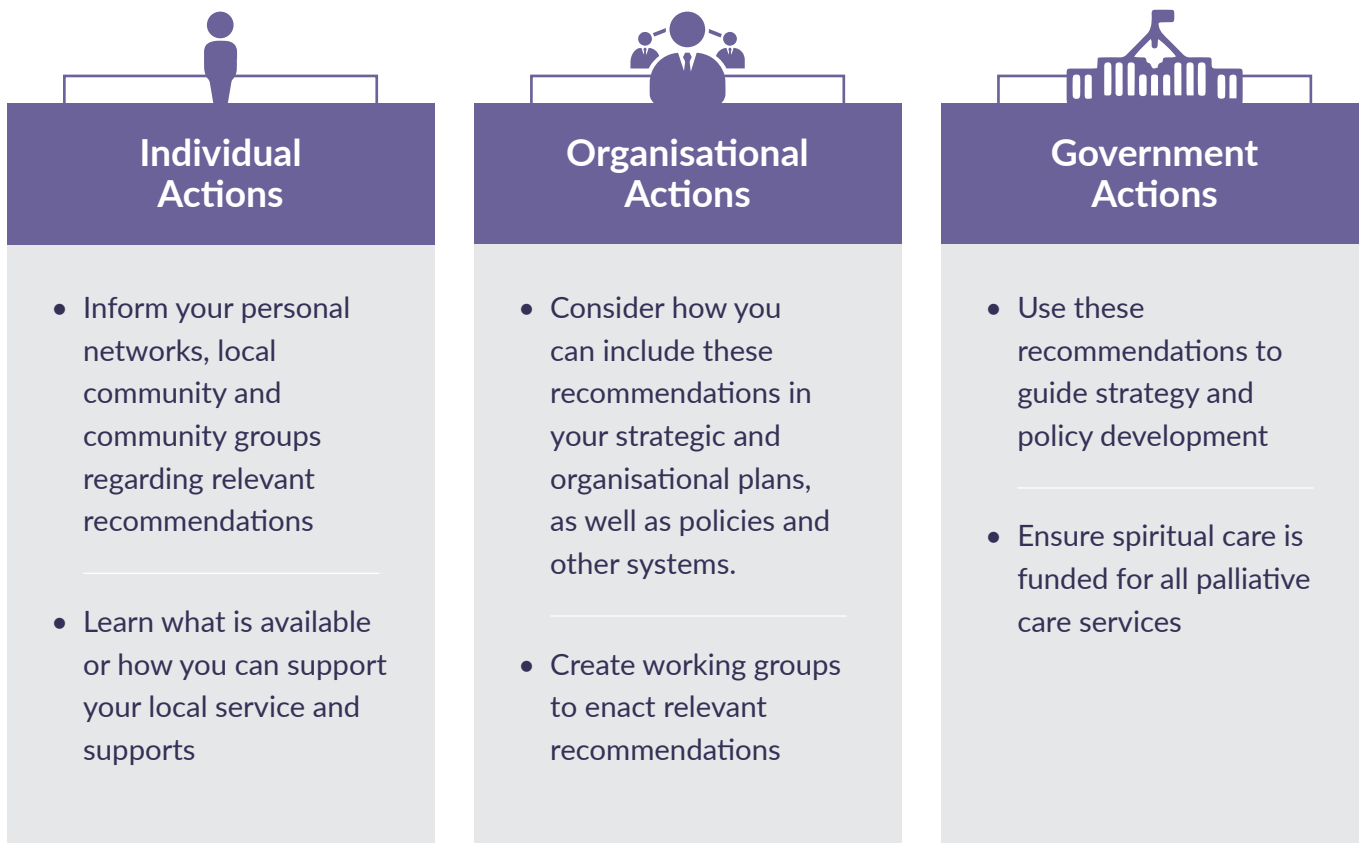 Individual
Actions
• Inform your personal
networks, local
community and
community groups
regarding relevant
recommendations
• Learn what is available
or how you can support
your local service and
supports
Organisational
Actions
• Consider how you
can include these
recommendations in
your strategic and
organisational plans,
as well as policies and
other systems.
• Create working groups
to enact relevant
recommendations
Government
Actions
• Use these
recommendations to
guide strategy and
policy development
• Ensure spiritual care is
funded for all palliative
care services